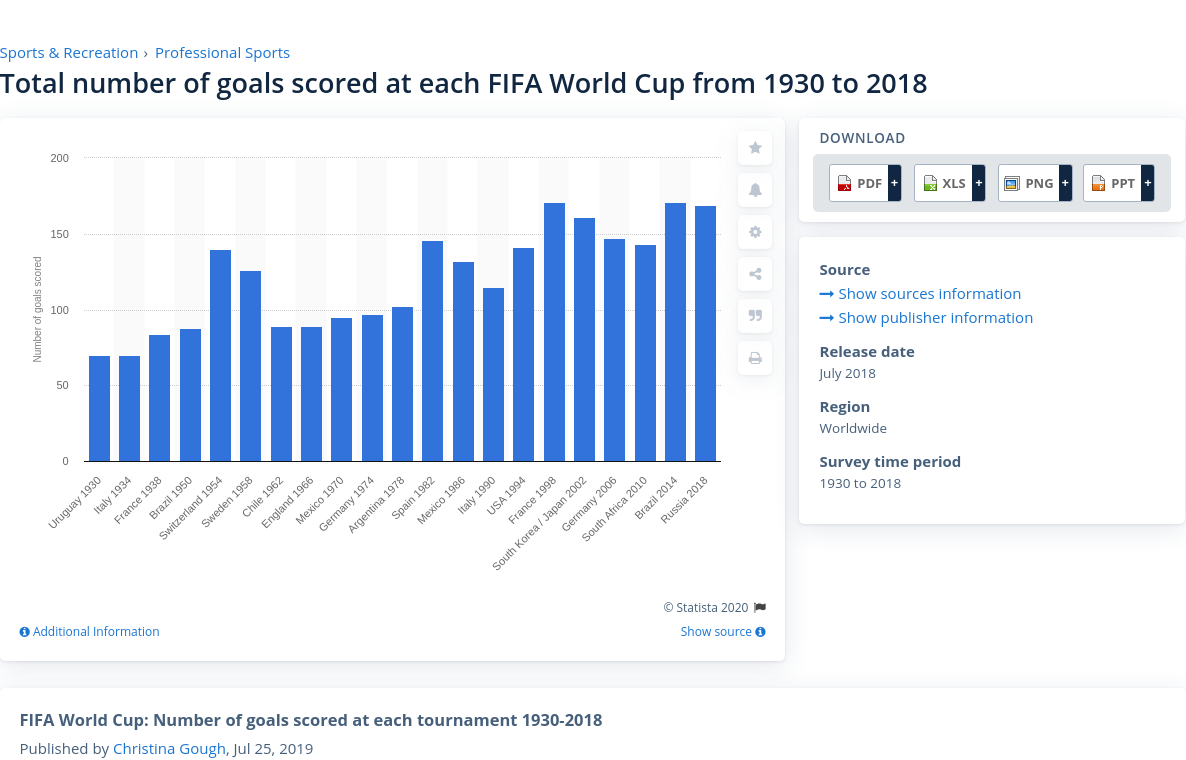 Sports & Recreation › Professional Sports
Total number of goals scored at each FIFA World Cup from 1930 to 2018
200
150
100
50
0
Number of goals scored
Uruguay 1930
Italy 1934
France 1938
Brazil 1950
Switzerland 1954
Sweden 1958
Chile 1962
England 1966
Mexico 1970
Germany 1974
Argentina 1978
Spain 1982
Mexico 1986
Italy 1990
USA 1994
France 1998
South Korea / Japan 2002
Germany 2006
South Africa 2010
Brazil 2014
Russia 2018
© Statista 2020
Additional Information
Show source
DOWNLOAD
PDF + XLS + PNG + PPT +
Source
Show sources information
Show publisher information
Release date
July 2018
Region
Worldwide
Survey time period
1930 to 2018
FIFA World Cup: Number of goals scored at each tournament 1930-2018
Published by Christina Gough, Jul 25, 2019